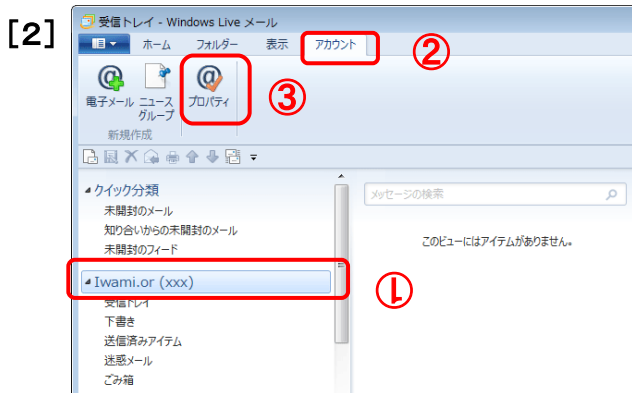 [2]
受信トレイ - Windows Live メール
ホーム フォルダー 表示 アカウント
②
電子メール ニュースグループ プロパティ
③
新規作成
クイック分類
未開封のメール
知り合いからの未開封のメール
未開封のフィード
メッセージの検索
このビューにはアイテムがありません。
Iwami.or (xxx)
①
受信トレイ
下書き
送信済みアイテム
迷惑メール
ごみ箱